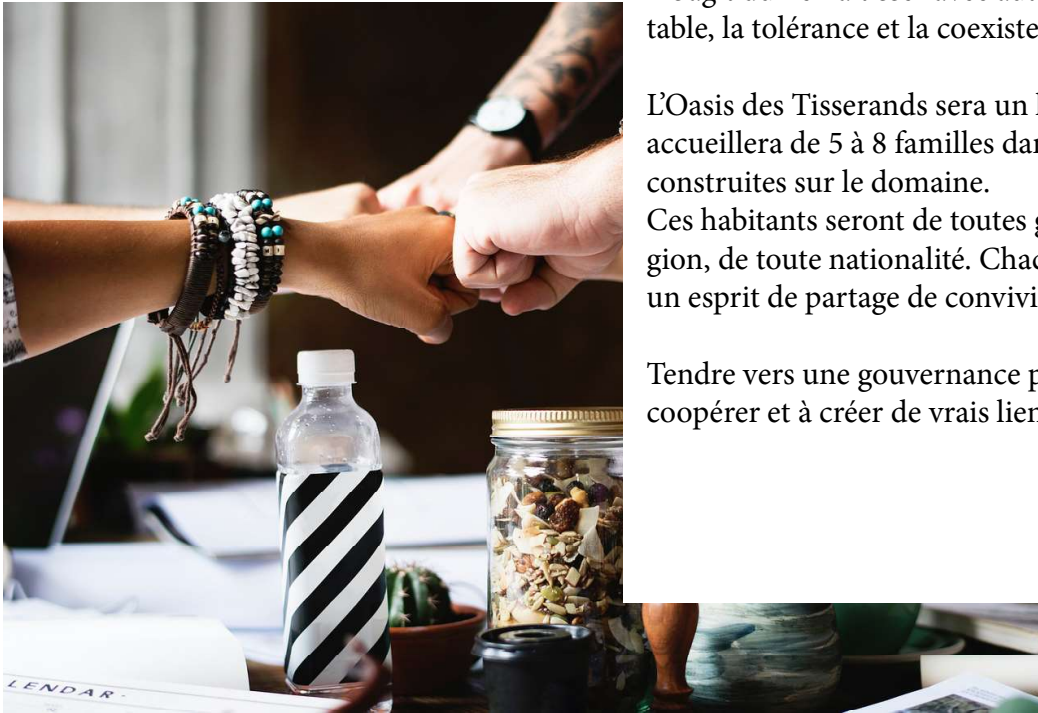 table, la tolérance et la coexiste
L’Oasis des Tisserands sera un
accueillera de 5 à 8 familles dan
construites sur le domaine.
Ces habitants seront de toutes g
gion, de toute nationalité. Chac
un esprit de partage de convivi
Tendre vers une gouvernance p
coopérer et à créer de vrais lien
LENDAR